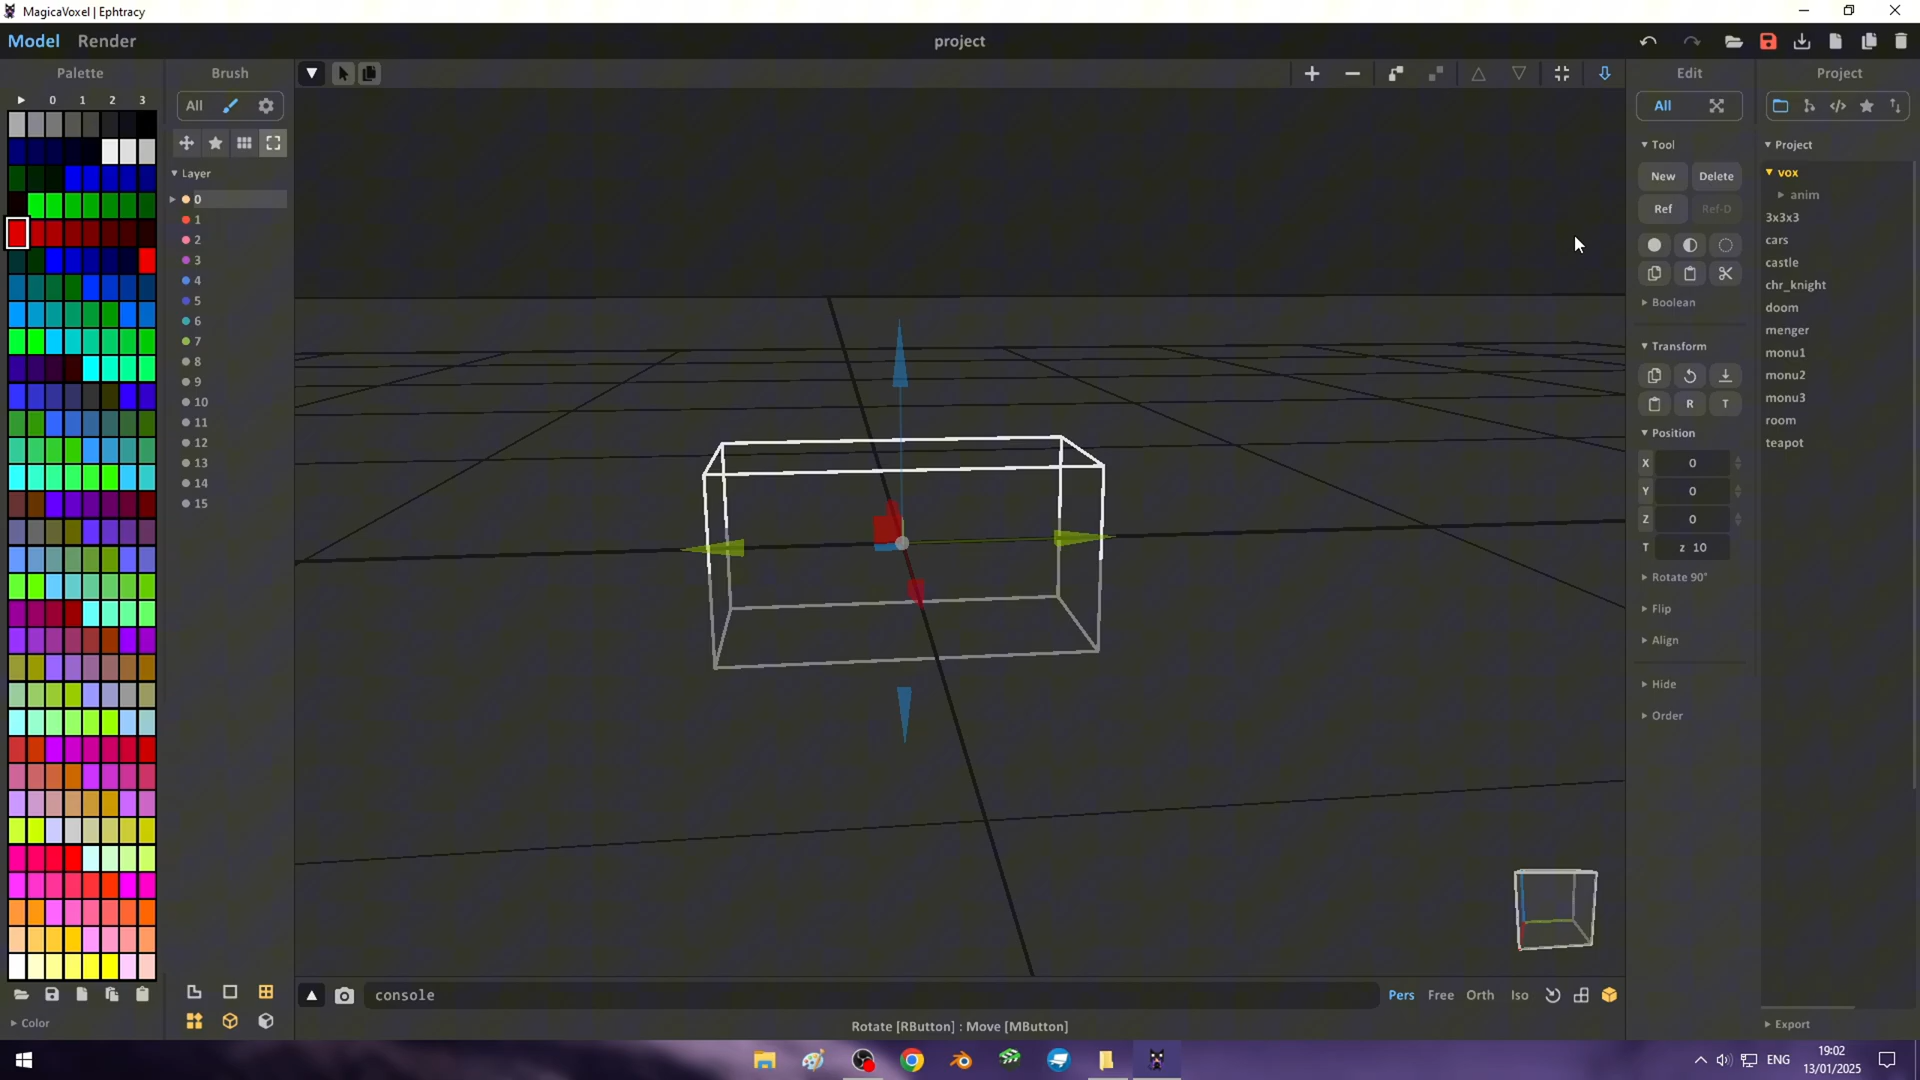 MagicaVoxel | Ephtracy
Model Render project
Palette Brush Edit Project
0 1 2 3
All All
Layer
Tool
Project
0
1
2
3
4
5
6
7
8
9
10
11
12
13
14
15
New Delete
Ref Ref-D
Boolean
Transform
R T
Position
X 0
Y 0
Z 0
T z 10
Rotate 90°
Flip
Align
Hide
Order
vox
anim
3x3x3
cars
castle
chr_knight
doom
menger
monu1
monu2
monu3
room
teapot
console Pers Free Orth Iso
Color
Rotate [RButton] : Move [MButton]
Export
ENG
19:02
13/01/2025